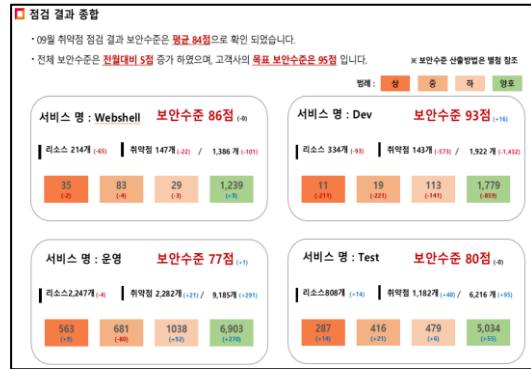 점검 결과 종합
· 09월 취약점 점검 결과 보안수준은 평균 84점으로 확인 되었습니다.
· 전체 보안수준은 전월대비 5점 증가 하였으며, 고객사의 목표 보안수준은 95점 입니다.
※ 보안수준 산출방법은 별첨 참조
범례 : 상 중 하 양호
서비스 명 : Webshell 보안수준 86점 (-0)
리소스 214개 (-65) 취약점 147개 (-22) / 1,386 개 (-101)
35 83 29 1,239
(-2) (-4) (-3) (+9)
서비스 명 : Dev 보안수준 93점 (+16)
리소스 334개 (-93) 취약점 143개 (-573) / 1,922 개 (-1,432)
11 19 113 1,779
(-211) (-221) (-141) (-859)
서비스 명 : 운영 보안수준 77점 (+1)
리소스2,247개 (-4) 취약점 2,282개 (+21) / 9,185개 (+291)
563 681 1038 6,903
(+9) (-80) (+92) (+270)
서비스 명 : Test 보안수준 80점 (-0)
리소스808개 (+14) 취약점 1,182개 (+40) / 6,216 개 (+95)
287 416 479 5,034
(+14) (+21) (+6) (+55)